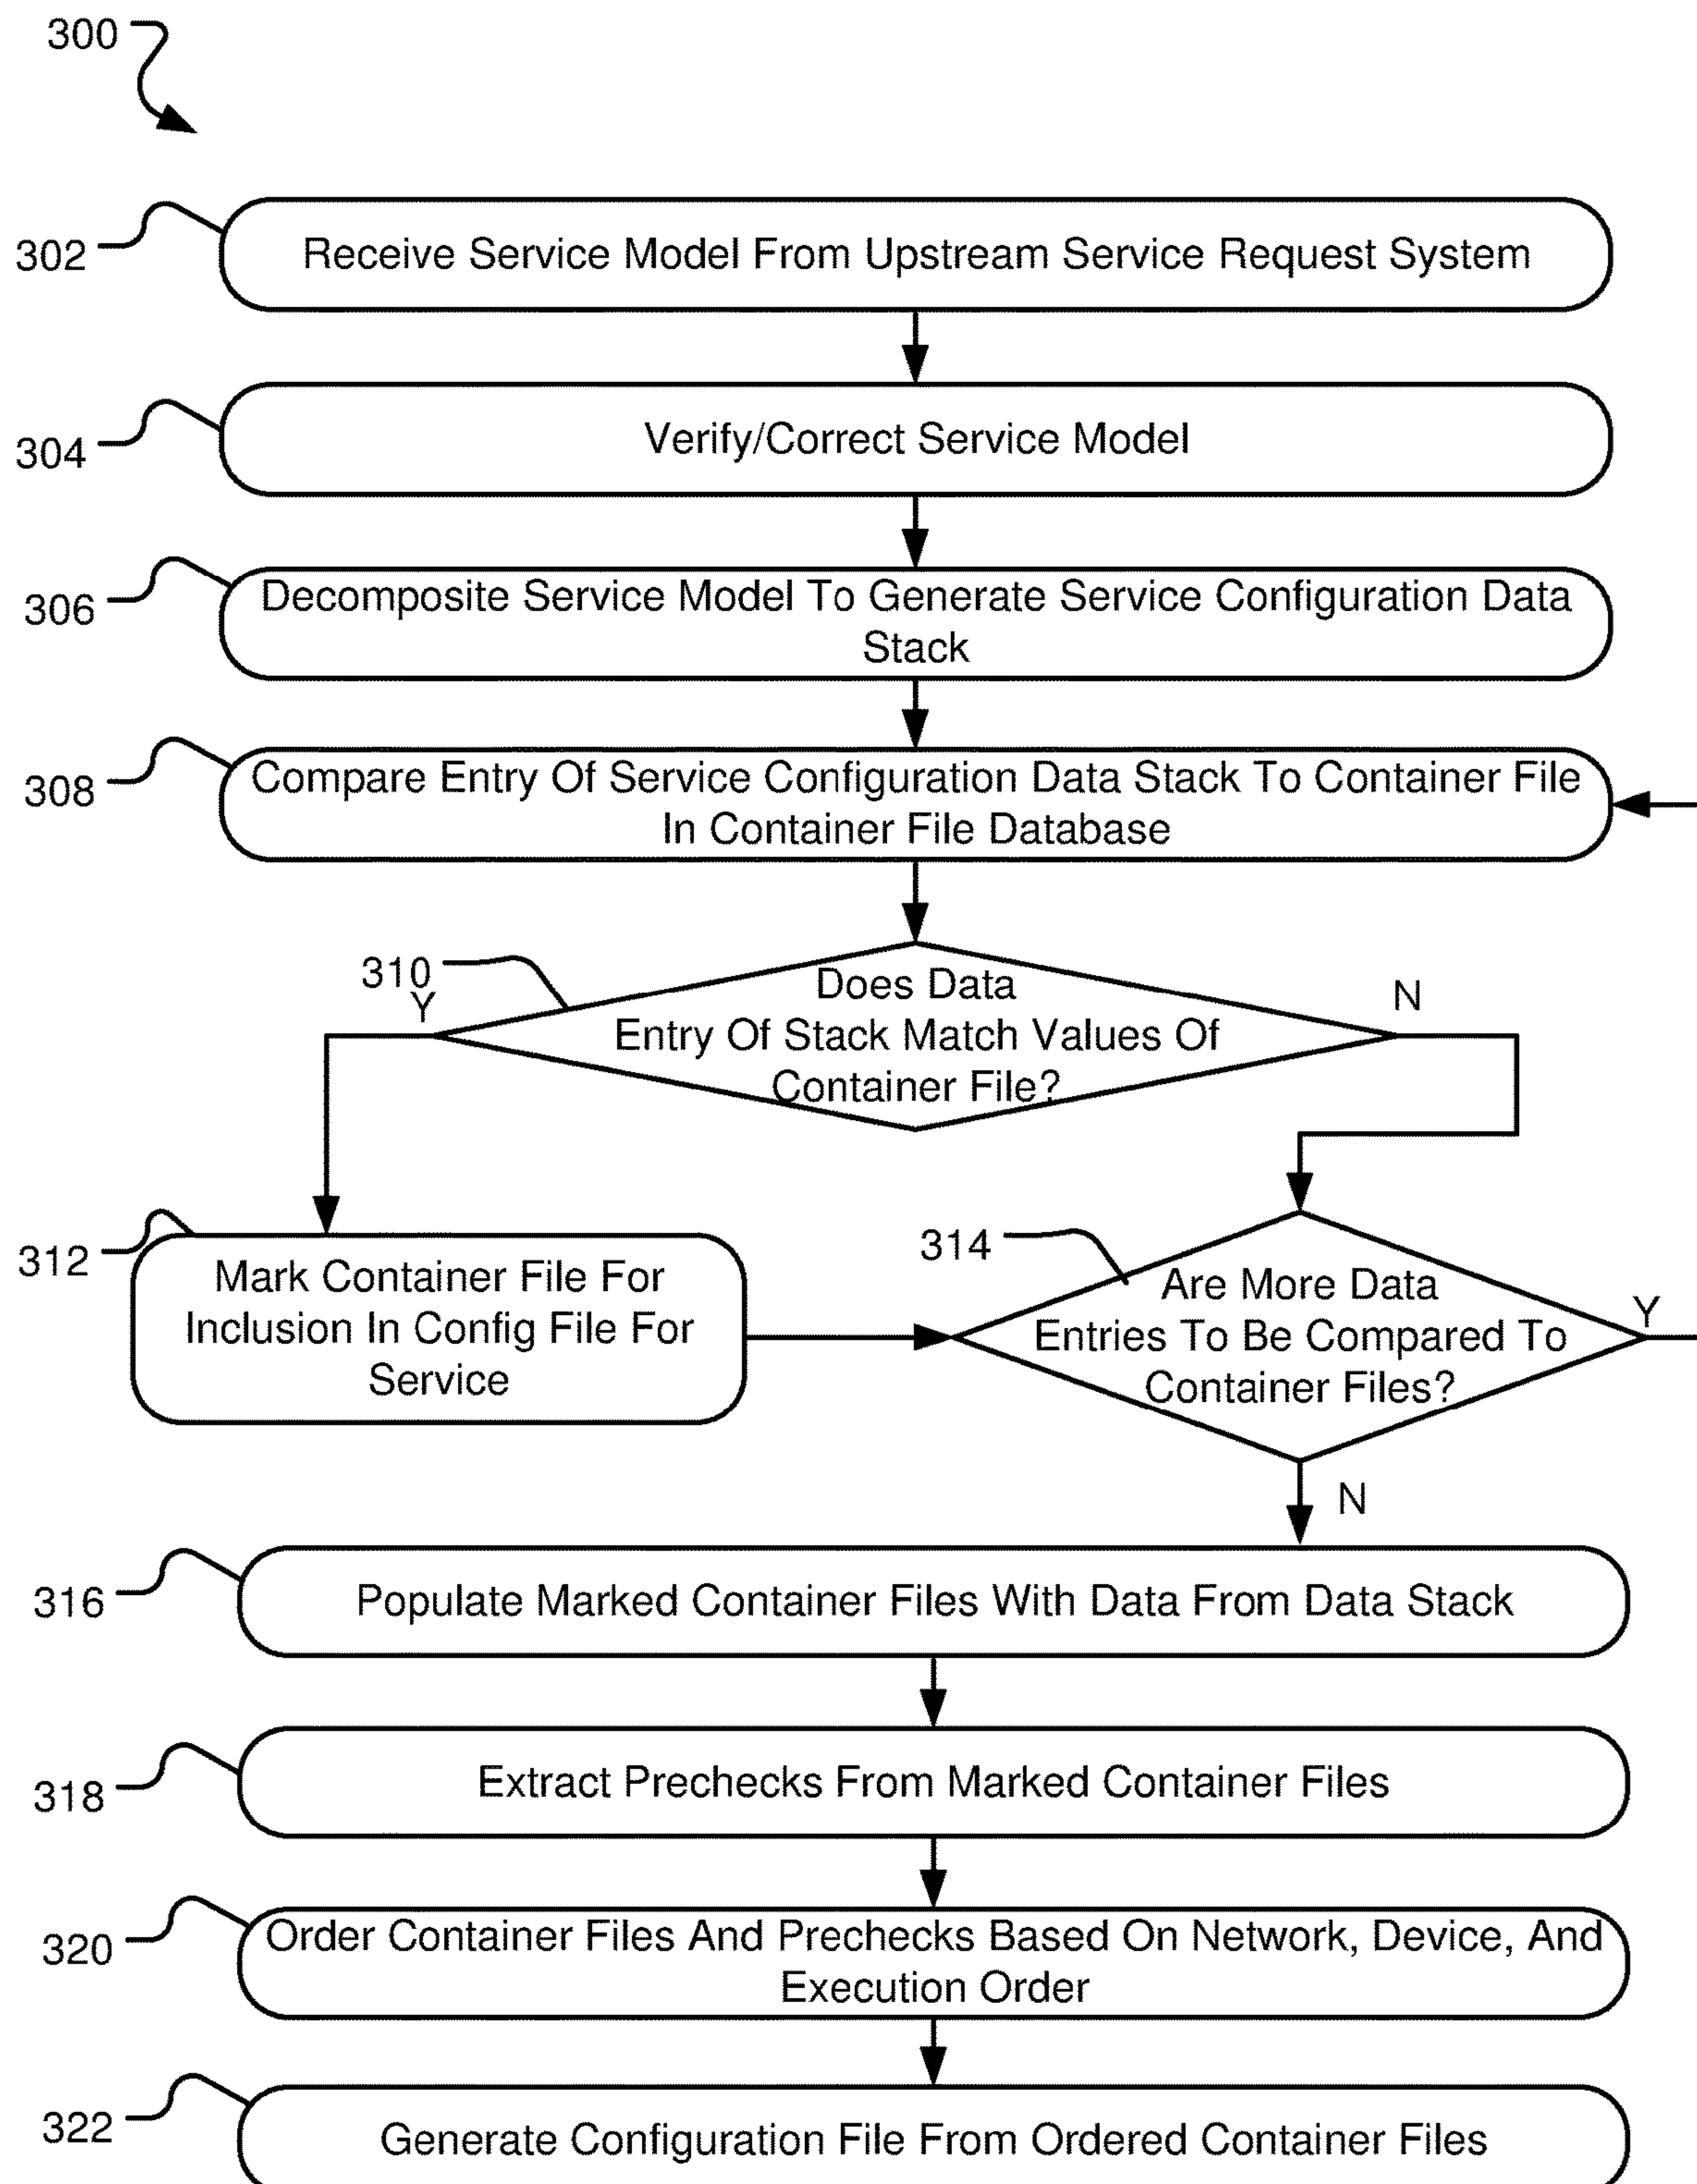 300
302
Receive Service Model From Upstream Service Request System
304
Verify/Correct Service Model
306
Decomposite Service Model To Generate Service Configuration Data
Stack
308
Compare Entry Of Service Configuration Data Stack To Container File
In Container File Database
310
Y
N
Does Data
Entry Of Stack Match Values Of
Container File?
312
Mark Container File For
Inclusion In Config File For
Service
314
Are More Data
Entries To Be Compared To
Container Files?
Y
N
316
Populate Marked Container Files With Data From Data Stack
318
Extract Prechecks From Marked Container Files
320
Order Container Files And Prechecks Based On Network, Device, And
Execution Order
322
Generate Configuration File From Ordered Container Files